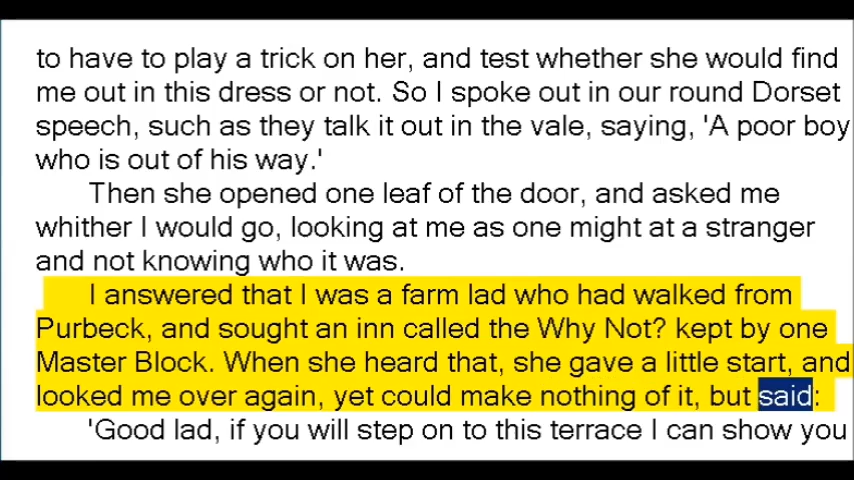 to have to play a trick on her, and test whether she would find
me out in this dress or not. So I spoke out in our round Dorset
speech, such as they talk it out in the vale, saying, 'A poor boy
who is out of his way.'
Then she opened one leaf of the door, and asked me
whither I would go, looking at me as one might at a stranger
and not knowing who it was.
I answered that I was a farm lad who had walked from
Purbeck, and sought an inn called the Why Not? kept by one
Master Block. When she heard that, she gave a little start, and
looked me over again, yet could make nothing of it, but said:
'Good lad, if you will step on to this terrace I can show you